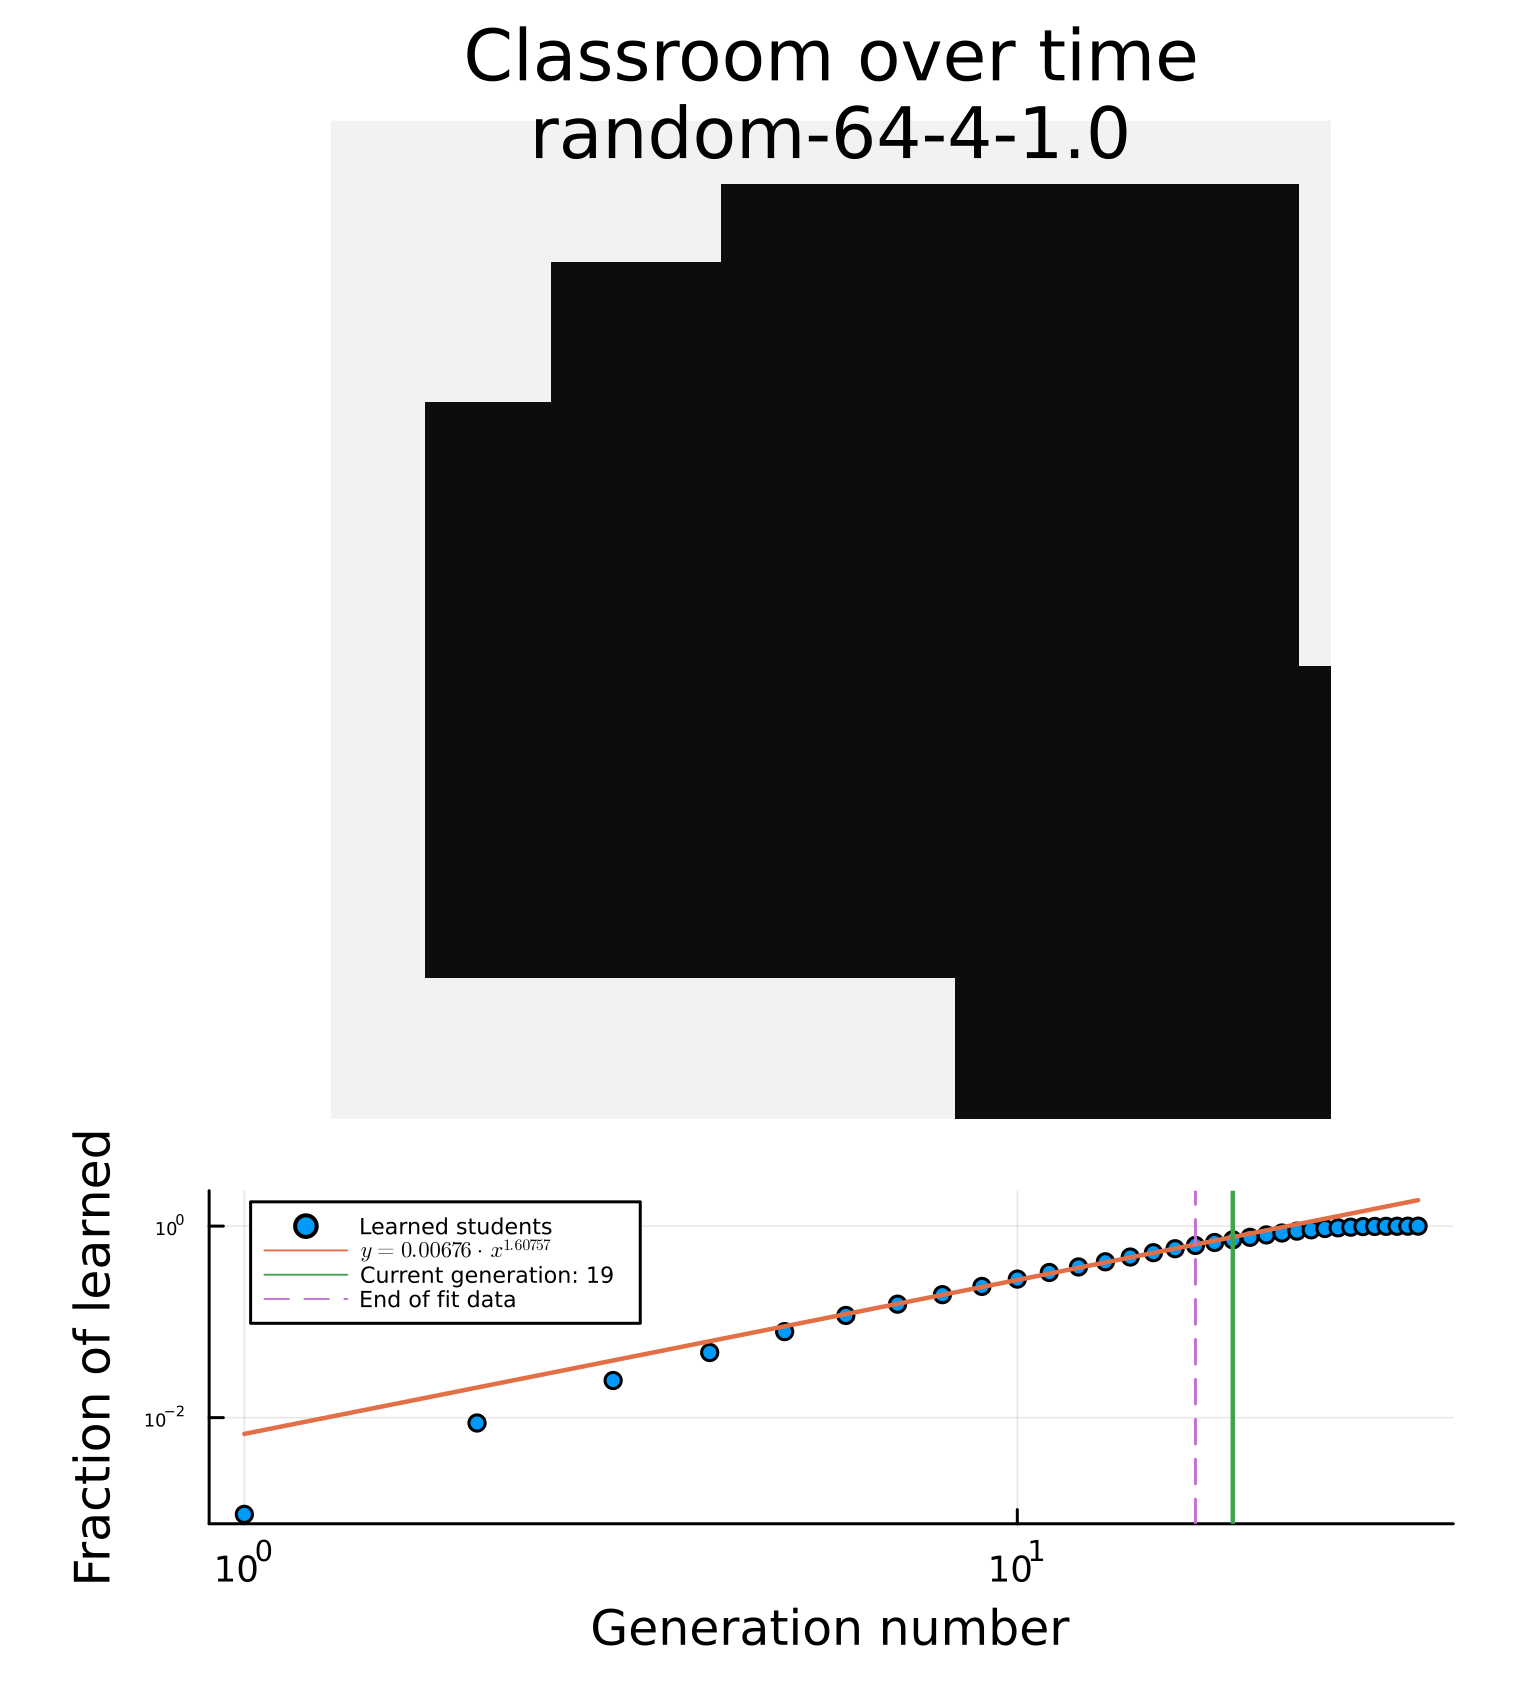 Classroom over time
random-64-4-1.0
Fraction of learned
10^0
10^-2
Learned students
y = 0.00676 · x^1.60757
Current generation: 19
End of fit data
10^0
10^1
Generation number